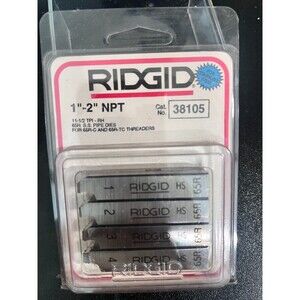 RIDGID
1"-2" NPT
Cat.
No. 38105
11-1/2 TPI - RH
65R S.S. PIPE DIES
FOR 65R-C AND 65R-TC THREADERS
1 RIDGID HS 65R
2 RIDGID HS 65R
3 RIDGID HS 65R
4 RIDGID HS 65R
RIDGID